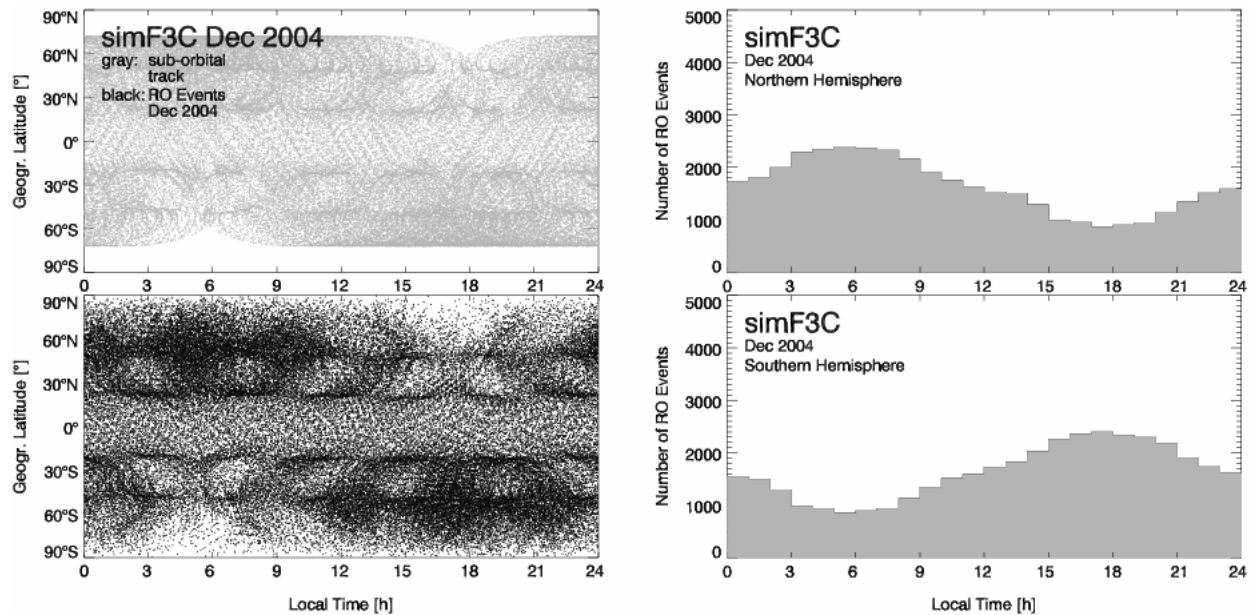 90°N
60°N
30°N
0°
30°S
60°S
90°S
Geogr. Latitude [°]
simF3C Dec 2004
gray: sub-orbital
track
black: RO Events
Dec 2004
0 3 6 9 12 15 18 21 24
5000
4000
3000
2000
1000
0
Number of RO Events
simF3C
Dec 2004
Northern Hemisphere
0 3 6 9 12 15 18 21 24
90°N
60°N
30°N
0°
30°S
60°S
90°S
Geogr. Latitude [°]
0 3 6 9 12 15 18 21 24
Local Time [h]
5000
4000
3000
2000
1000
0
Number of RO Events
simF3C
Dec 2004
Southern Hemisphere
0 3 6 9 12 15 18 21 24
Local Time [h]